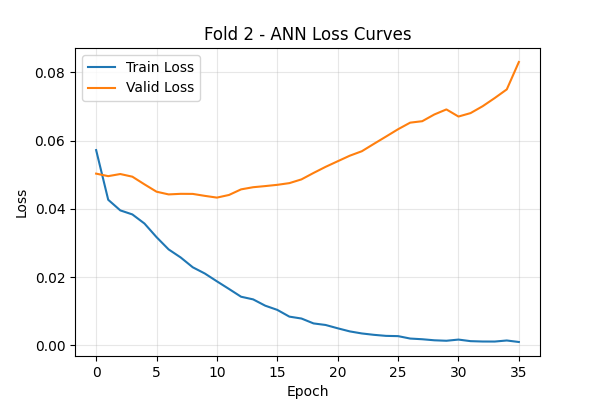 Fold 2 - ANN Loss Curves
Train Loss
Valid Loss
0.08
0.06
0.04
0.02
0.00
Loss
0 5 10 15 20 25 30 35
Epoch